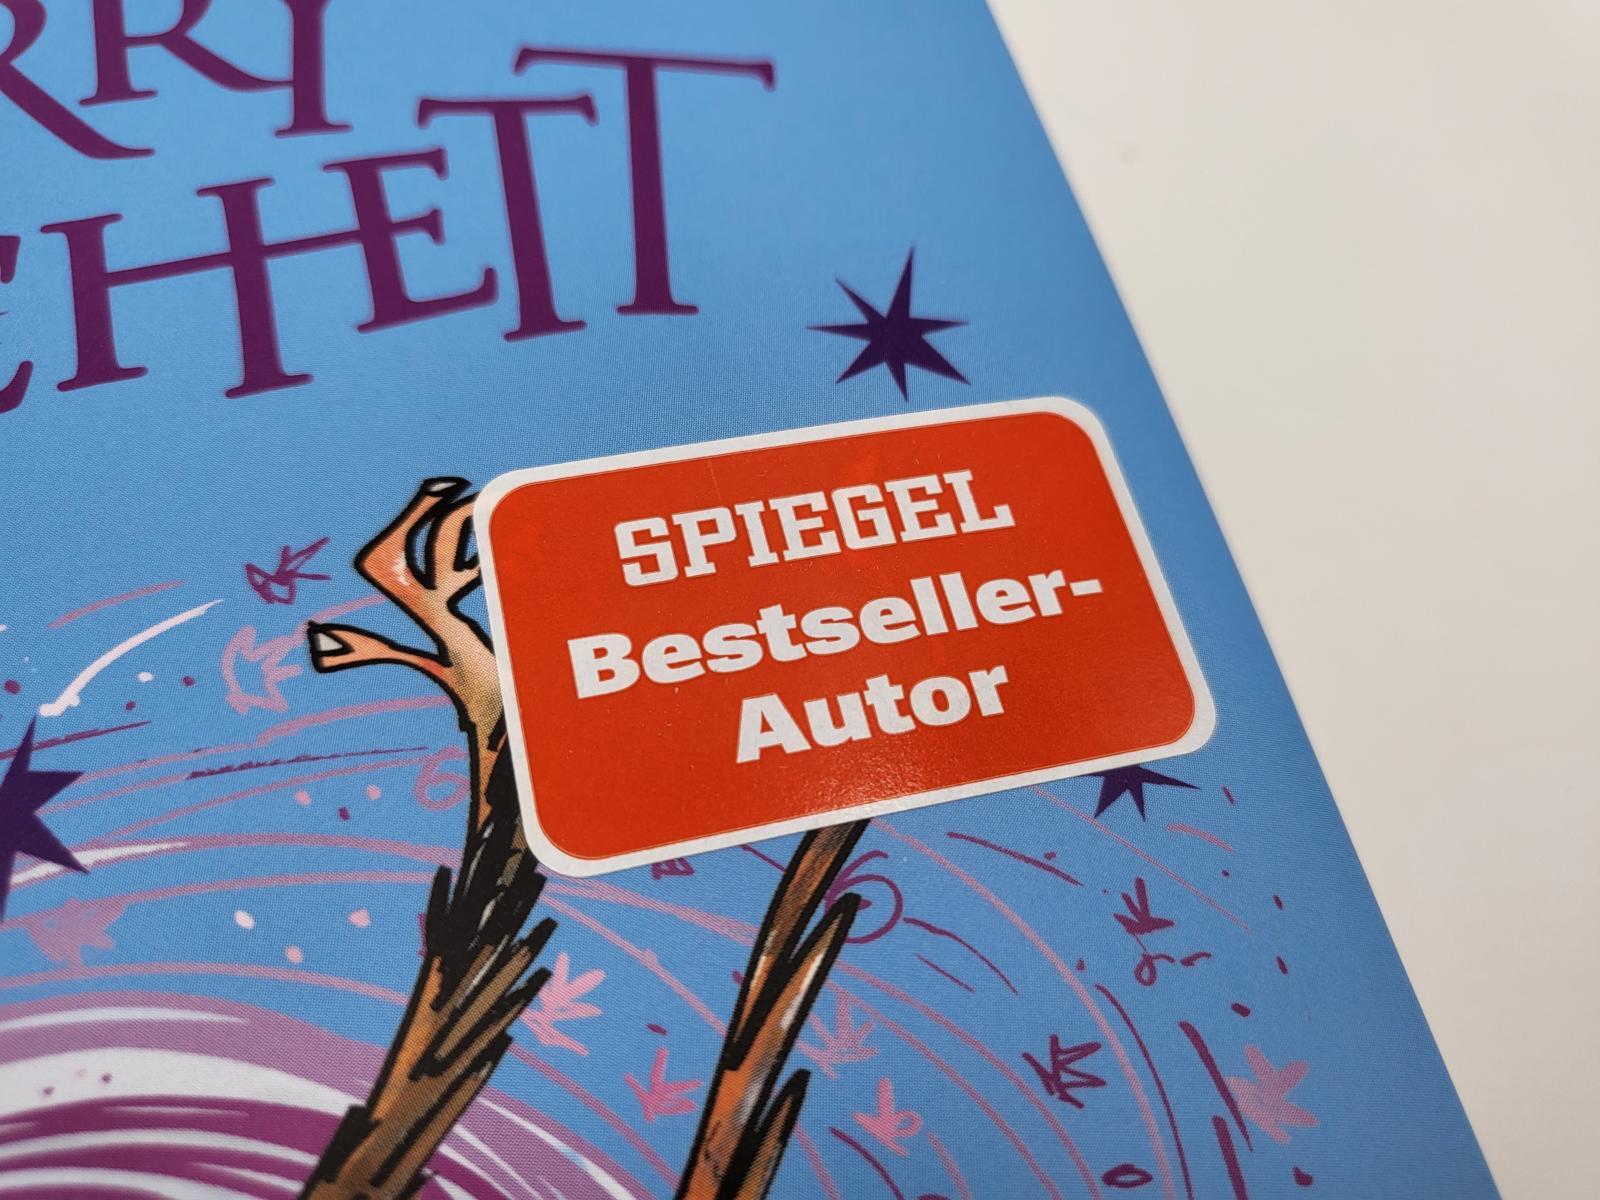 RRY
CHETT
SPIEGEL
Bestseller-
Autor